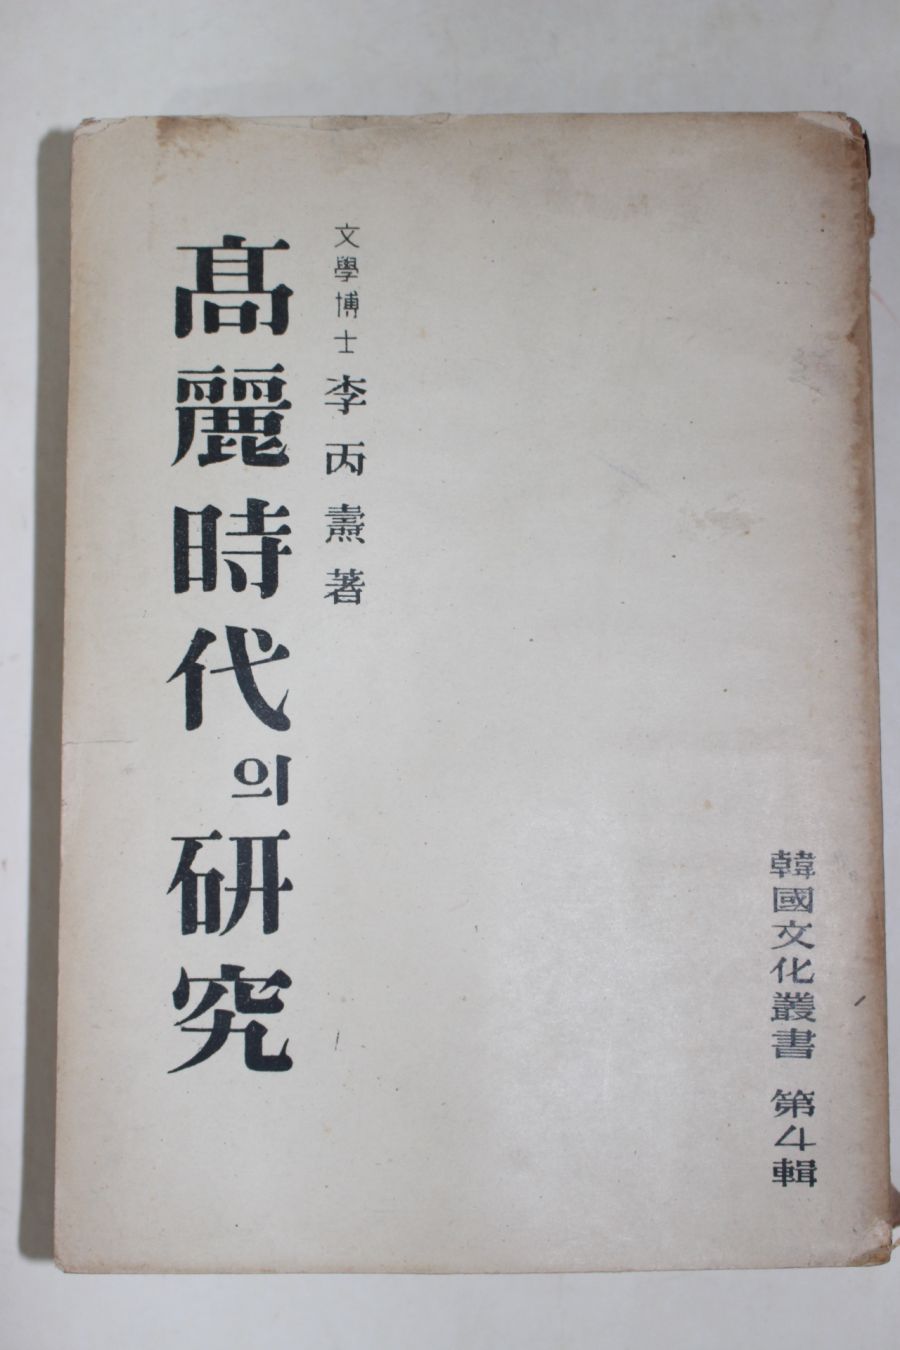 韓國文化叢書 第4輯
文學博士 李丙燾 著
高麗時代의 研究